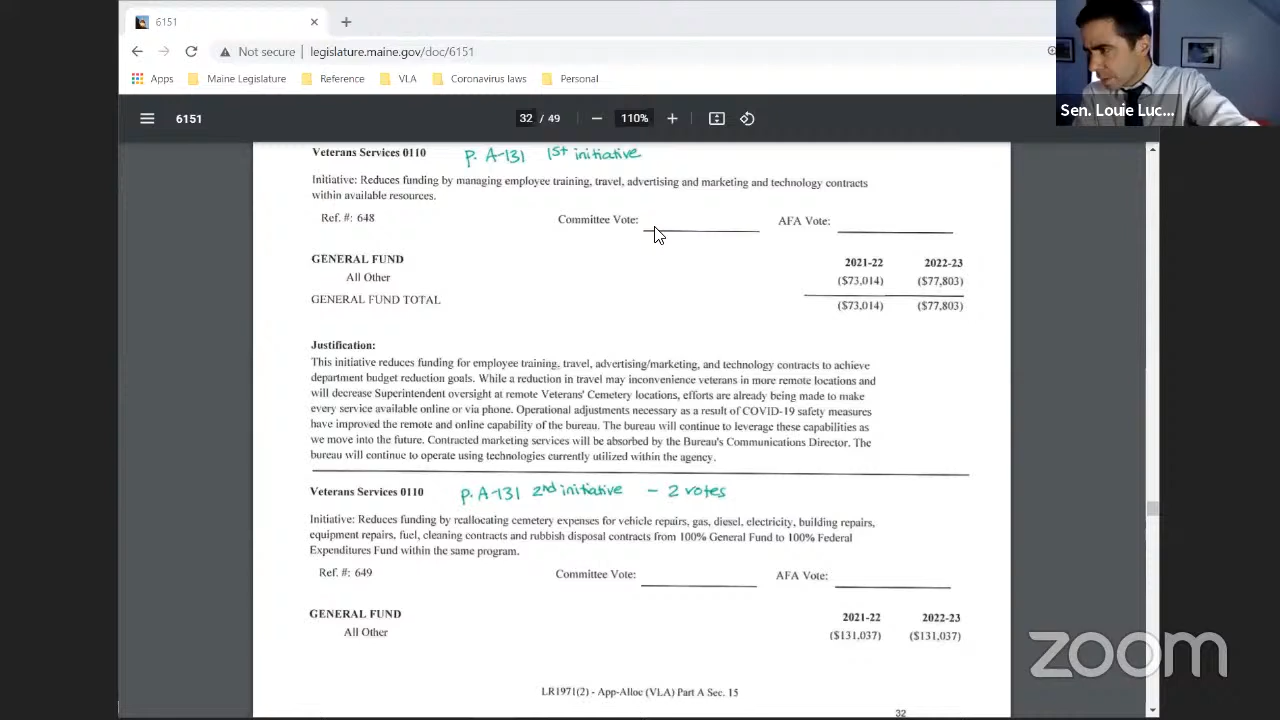 6151
Not secure | legislature.maine.gov/doc/6151
Apps Maine Legislature Reference VLA Coronavirus laws Personal
Sen. Louie Luc...
6151 32 / 49 110%
Veterans Services 0110 p. A-131 1st initiative
Initiative: Reduces funding by managing employee training, travel, advertising and marketing and technology contracts
within available resources.
Ref. #: 648 Committee Vote: AFA Vote:
GENERAL FUND 2021-22 2022-23
All Other ($73,014) ($77,803)
GENERAL FUND TOTAL ($73,014) ($77,803)
Justification:
This initiative reduces funding for employee training, travel, advertising/marketing, and technology contracts to achieve
department budget reduction goals. While a reduction in travel may inconvenience veterans in more remote locations and
will decrease Superintendent oversight at remote Veterans' Cemetery locations, efforts are already being made to make
every service available online or via phone. Operational adjustments necessary as a result of COVID-19 safety measures
have improved the remote and online capability of the bureau. The bureau will continue to leverage these capabilities as
we move into the future. Contracted marketing services will be absorbed by the Bureau's Communications Director. The
bureau will continue to operate using technologies currently utilized within the agency.
Veterans Services 0110 p. A-131 2nd initiative - 2 votes
Initiative: Reduces funding by reallocating cemetery expenses for vehicle repairs, gas, diesel, electricity, building repairs,
equipment repairs, fuel, cleaning contracts and rubbish disposal contracts from 100% General Fund to 100% Federal
Expenditures Fund within the same program.
Ref. #: 649 Committee Vote: AFA Vote:
GENERAL FUND 2021-22 2022-23
All Other ($131,037) ($131,037)
LR1971(2) - App-Alloc (VLA) Part A Sec. 15
32
zoom